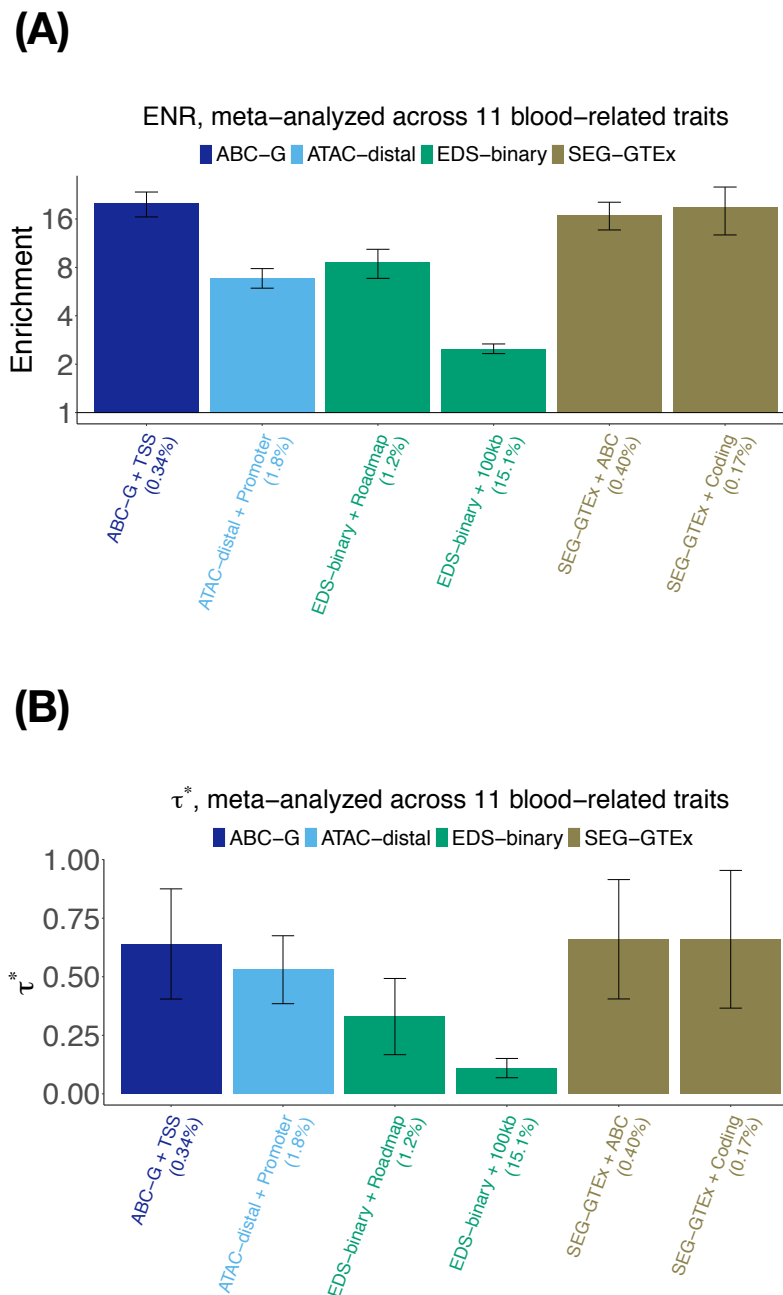 (A)
ENR, meta−analyzed across 11 blood−related traits
ABC−G ATAC−distal EDS−binary SEG−GTEx
Enrichment
16
8
4
2
1
ABC−G + TSS
(0.34%)
ATAC−distal + Promoter
(1.8%)
EDS−binary + Roadmap
(1.2%)
EDS−binary + 100kb
(15.1%)
SEG−GTEx + ABC
(0.40%)
SEG−GTEx + Coding
(0.17%)
(B)
τ*, meta−analyzed across 11 blood−related traits
ABC−G ATAC−distal EDS−binary SEG−GTEx
τ*
1.00
0.75
0.50
0.25
0.00
ABC−G + TSS
(0.34%)
ATAC−distal + Promoter
(1.8%)
EDS−binary + Roadmap
(1.2%)
EDS−binary + 100kb
(15.1%)
SEG−GTEx + ABC
(0.40%)
SEG−GTEx + Coding
(0.17%)